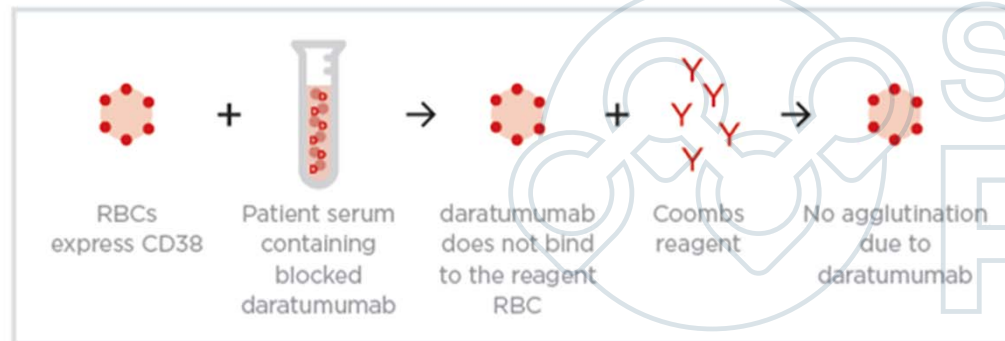 +
D
D
D
D
D
D
→
+
Y
Y
Y
Y
Y
→
RBCs
express CD38
Patient serum
containing
blocked
daratumumab
daratumumab
does not bind
to the reagent
RBC
Coombs
reagent
No agglutination
due to
daratumumab
S